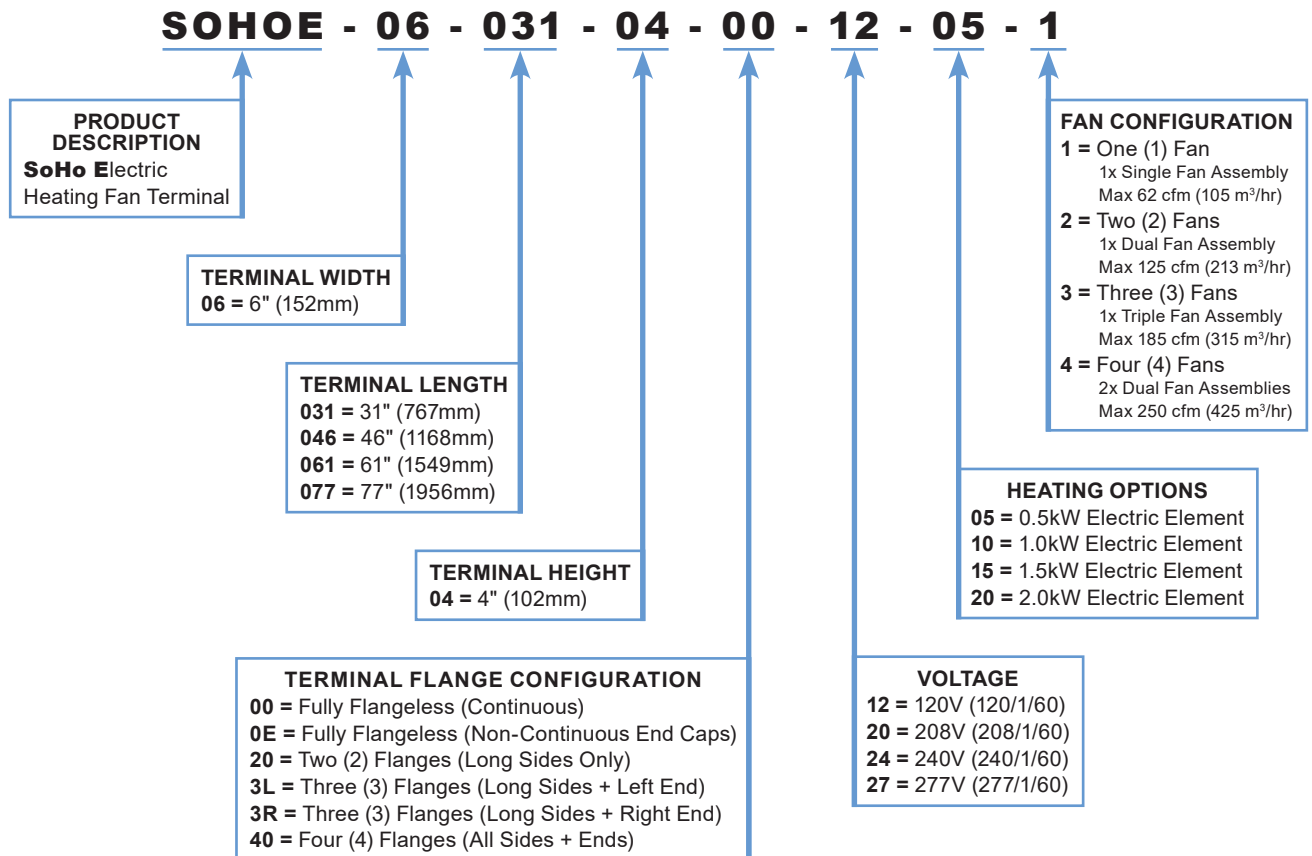 SOHOE - 06 - 031 - 04 - 00 - 12 - 05 - 1
PRODUCT
DESCRIPTION
SoHo Electric
Heating Fan Terminal
TERMINAL WIDTH
06 = 6" (152mm)
TERMINAL LENGTH
031 = 31" (767mm)
046 = 46" (1168mm)
061 = 61" (1549mm)
077 = 77" (1956mm)
TERMINAL HEIGHT
04 = 4" (102mm)
TERMINAL FLANGE CONFIGURATION
00 = Fully Flangeless (Continuous)
0E = Fully Flangeless (Non-Continuous End Caps)
20 = Two (2) Flanges (Long Sides Only)
3L = Three (3) Flanges (Long Sides + Left End)
3R = Three (3) Flanges (Long Sides + Right End)
40 = Four (4) Flanges (All Sides + Ends)
VOLTAGE
12 = 120V (120/1/60)
20 = 208V (208/1/60)
24 = 240V (240/1/60)
27 = 277V (277/1/60)
HEATING OPTIONS
05 = 0.5kW Electric Element
10 = 1.0kW Electric Element
15 = 1.5kW Electric Element
20 = 2.0kW Electric Element
FAN CONFIGURATION
1 = One (1) Fan
1x Single Fan Assembly
Max 62 cfm (105 m³/hr)
2 = Two (2) Fans
1x Dual Fan Assembly
Max 125 cfm (213 m³/hr)
3 = Three (3) Fans
1x Triple Fan Assembly
Max 185 cfm (315 m³/hr)
4 = Four (4) Fans
2x Dual Fan Assemblies
Max 250 cfm (425 m³/hr)